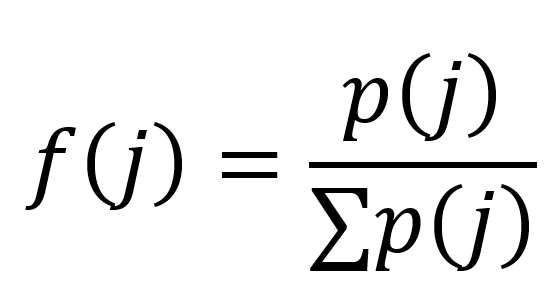 f(j) = p(j) / ∑p(j)